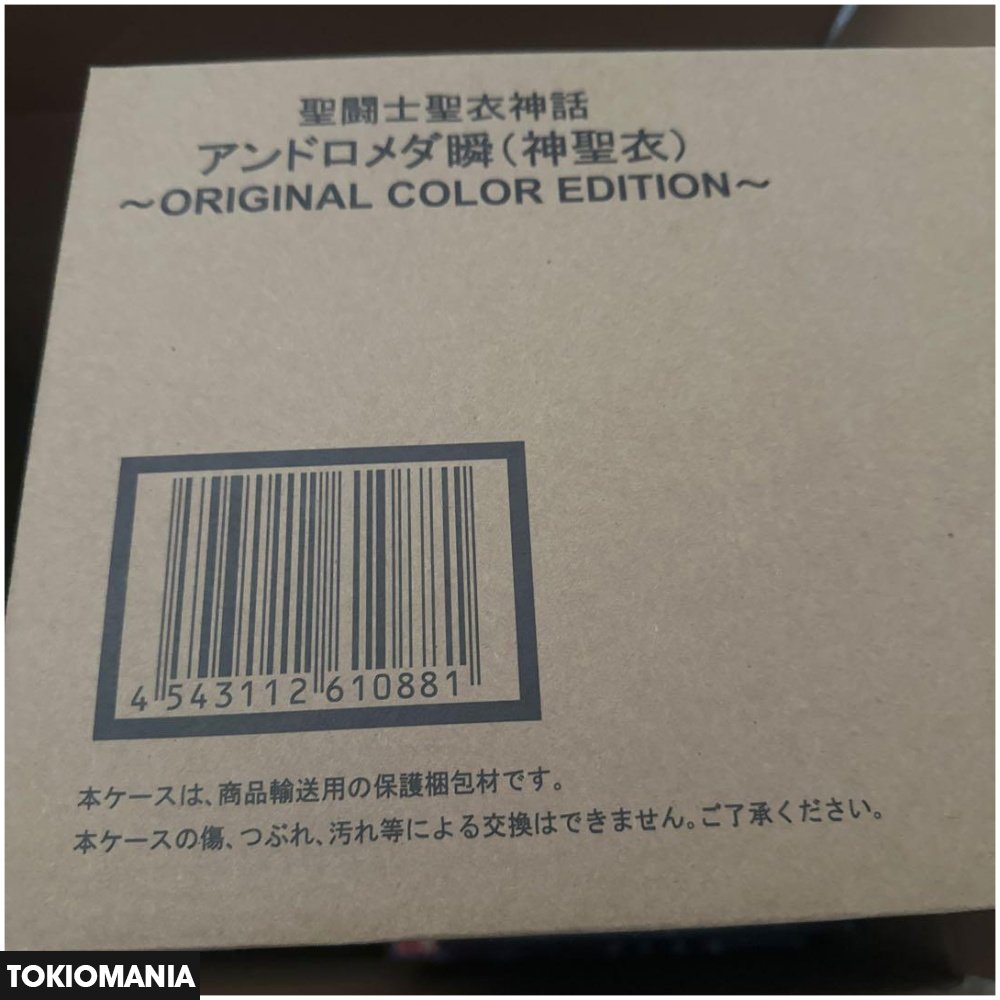 聖闘士聖衣神話
アンドロメダ瞬(神聖衣)
～ORIGINAL COLOR EDITION～
4 543112 610881
本ケースは、商品輸送用の保護梱包材です。
本ケースの傷、つぶれ、汚れ等による交換はできません。ご了承ください。
TOKIOMANIA